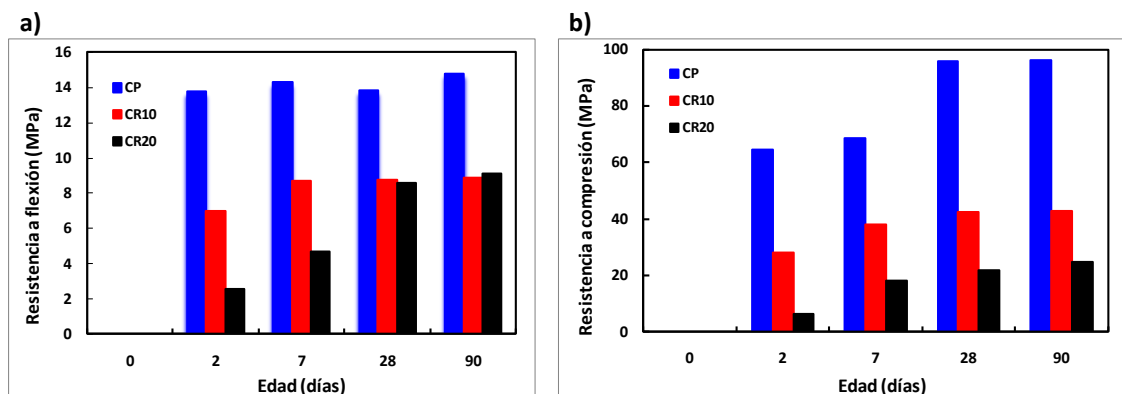 a)
Resistencia a flexión (MPa)
16
14
12
10
8
6
4
2
0
CP
CR10
CR20
0 2 7 28 90
Edad (días)
b)
Resistencia a compresión (MPa)
100
80
60
40
20
0
CP
CR10
CR20
0 2 7 28 90
Edad (días)